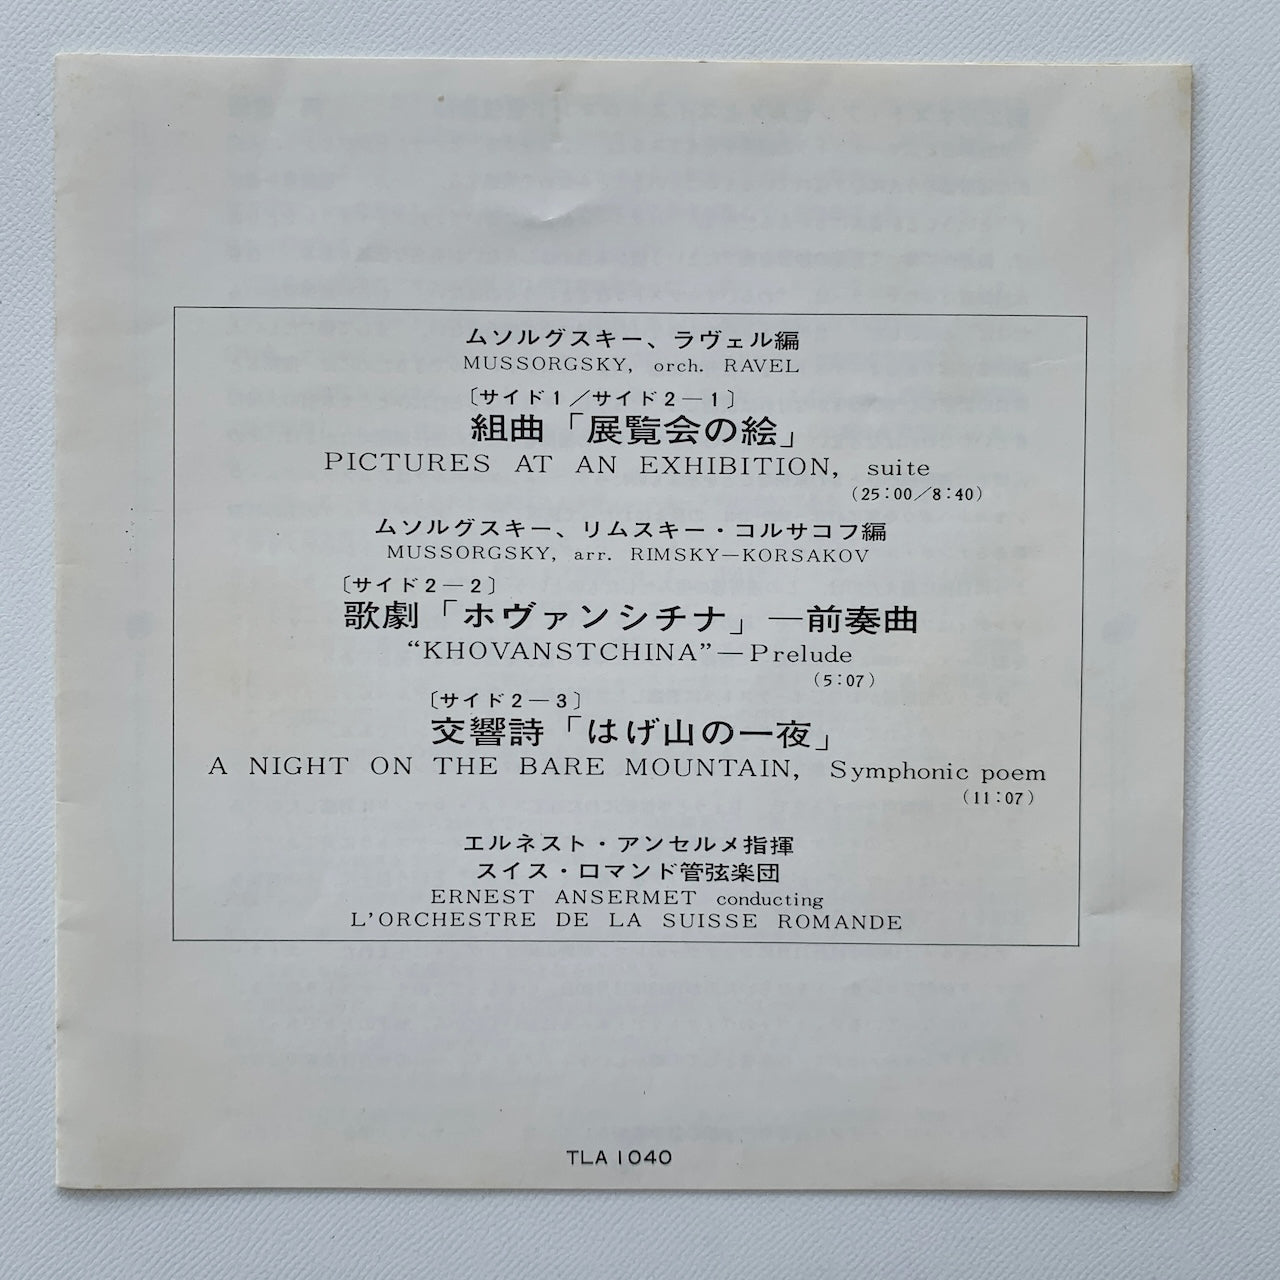 ムソルグスキー、ラヴェル編
MUSSORGSKY, orch. RAVEL
〔サイド1／サイド2―1〕
組曲「展覧会の絵」
PICTURES AT AN EXHIBITION, suite
(25:00／8:40)
ムソルグスキー、リムスキー・コルサコフ編
MUSSORGSKY, arr. RIMSKY―KORSAKOV
〔サイド2―2〕
歌劇「ホヴァンシチナ」―前奏曲
“KHOVANSTCHINA”―Prelude
(5:07)
〔サイド2―3〕
交響詩「はげ山の一夜」
A NIGHT ON THE BARE MOUNTAIN, Symphonic poem
(11:07)
エルネスト・アンセルメ指揮
スイス・ロマンド管弦楽団
ERNEST ANSERMET conducting
L'ORCHESTRE DE LA SUISSE ROMANDE
TLA 1040